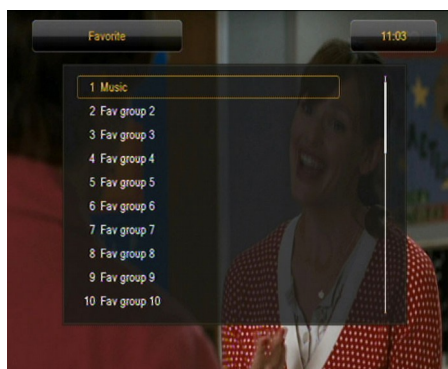 Favorite
11:03
1 Music
2 Fav group 2
3 Fav group 3
4 Fav group 4
5 Fav group 5
6 Fav group 6
7 Fav group 7
8 Fav group 8
9 Fav group 9
10 Fav group 10